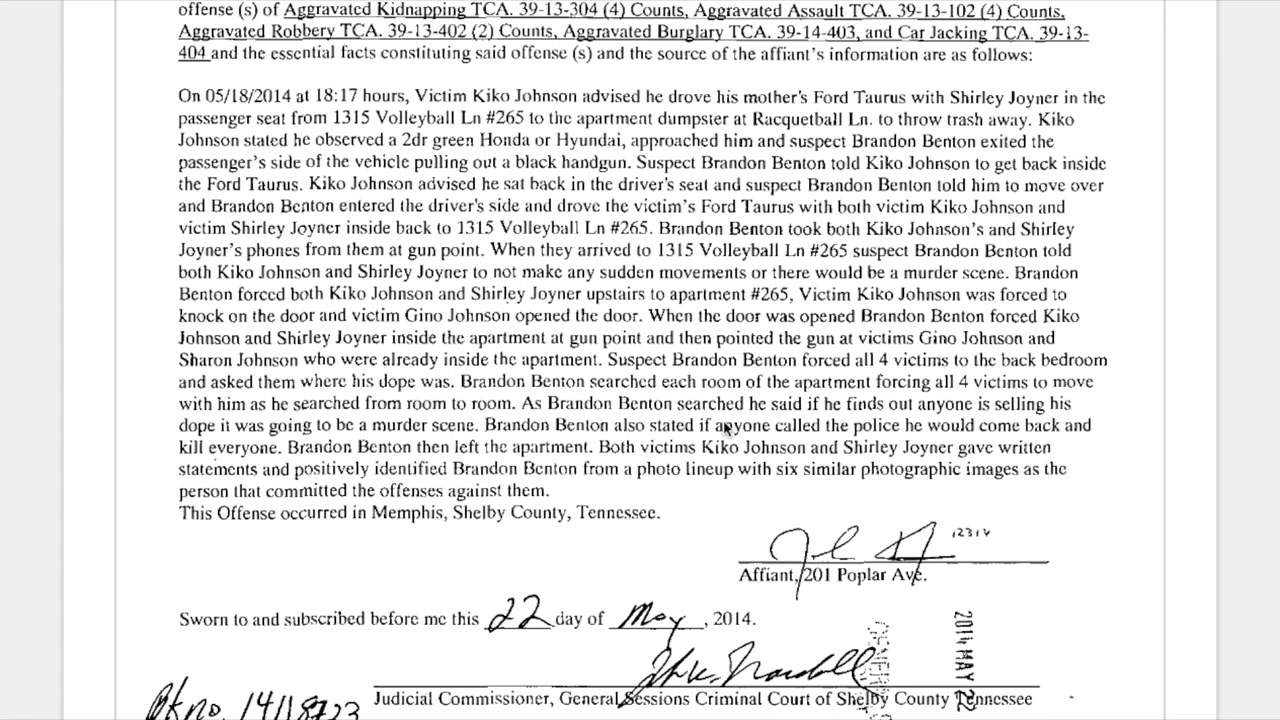 offense (s) of Aggravated Kidnapping TCA. 39-13-304 (4) Counts, Aggravated Assault TCA. 39-13-102 (4) Counts,
Aggravated Robbery TCA. 39-13-402 (2) Counts, Aggravated Burglary TCA. 39-14-403, and Car Jacking TCA. 39-13-
404 and the essential facts constituting said offense (s) and the source of the affiant's information are as follows:
On 05/18/2014 at 18:17 hours, Victim Kiko Johnson advised he drove his mother's Ford Taurus with Shirley Joyner in the
passenger seat from 1315 Volleyball Ln #265 to the apartment dumpster at Racquetball Ln. to throw trash away. Kiko
Johnson stated he observed a 2dr green Honda or Hyundai, approached him and suspect Brandon Benton exited the
passenger's side of the vehicle pulling out a black handgun. Suspect Brandon Benton told Kiko Johnson to get back inside
the Ford Taurus. Kiko Johnson advised he sat back in the driver's seat and suspect Brandon Benton told him to move over
and Brandon Benton entered the driver's side and drove the victim's Ford Taurus with both victim Kiko Johnson and
victim Shirley Joyner inside back to 1315 Volleyball Ln #265. Brandon Benton took both Kiko Johnson's and Shirley
Joyner's phones from them at gun point. When they arrived to 1315 Volleyball Ln #265 suspect Brandon Benton told
both Kiko Johnson and Shirley Joyner to not make any sudden movements or there would be a murder scene. Brandon
Benton forced both Kiko Johnson and Shirley Joyner upstairs to apartment #265, Victim Kiko Johnson was forced to
knock on the door and victim Gino Johnson opened the door. When the door was opened Brandon Benton forced Kiko
Johnson and Shirley Joyner inside the apartment at gun point and then pointed the gun at victims Gino Johnson and
Sharon Johnson who were already inside the apartment. Suspect Brandon Benton forced all 4 victims to the back bedroom
and asked them where his dope was. Brandon Benton searched each room of the apartment forcing all 4 victims to move
with him as he searched from room to room. As Brandon Benton searched he said if he finds out anyone is selling his
dope it was going to be a murder scene. Brandon Benton also stated if anyone called the police he would come back and
kill everyone. Brandon Benton then left the apartment. Both victims Kiko Johnson and Shirley Joyner gave written
statements and positively identified Brandon Benton from a photo lineup with six similar photographic images as the
person that committed the offenses against them.
This Offense occurred in Memphis, Shelby County, Tennessee.
12314
Affiant, 201 Poplar Ave.
Sworn to and subscribed before me this 22 day of May, 2014.
2014 MAY 22
Judicial Commissioner, General Sessions Criminal Court of Shelby County Tennessee